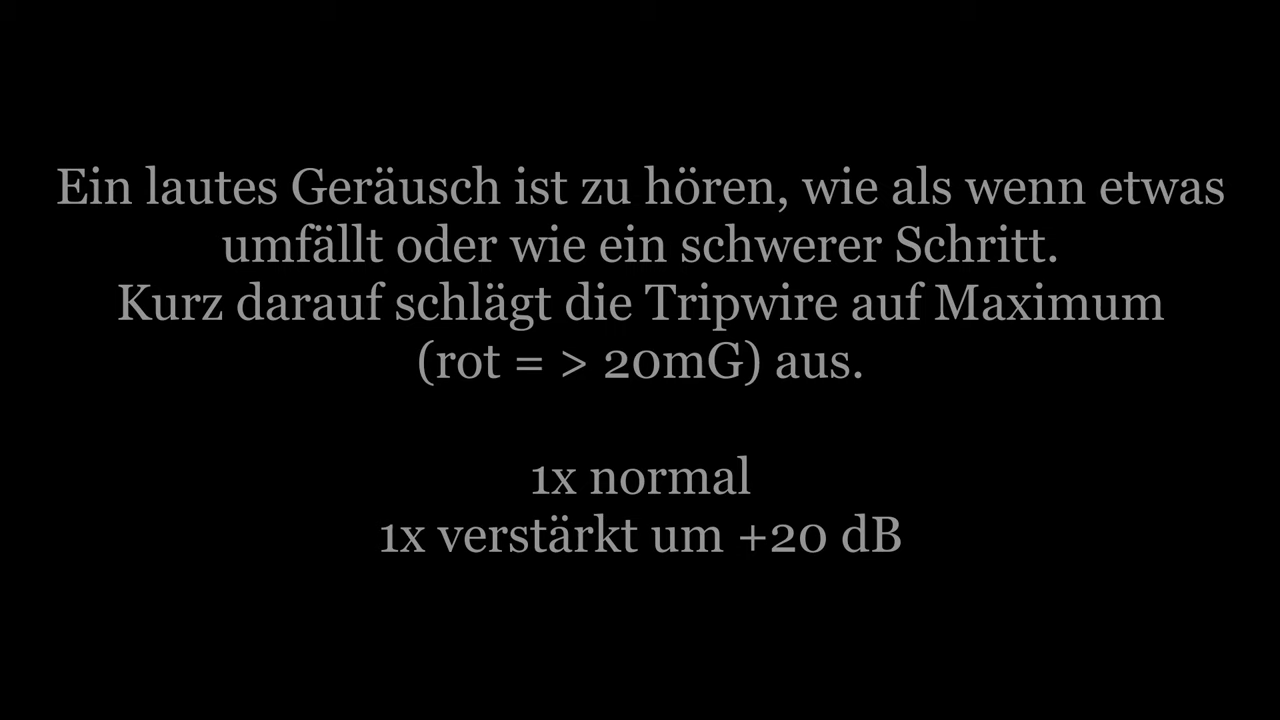 Ein lautes Geräusch ist zu hören, wie als wenn etwas
umfällt oder wie ein schwerer Schritt.
Kurz darauf schlägt die Tripwire auf Maximum
(rot = > 20mG) aus.
1x normal
1x verstärkt um +20 dB